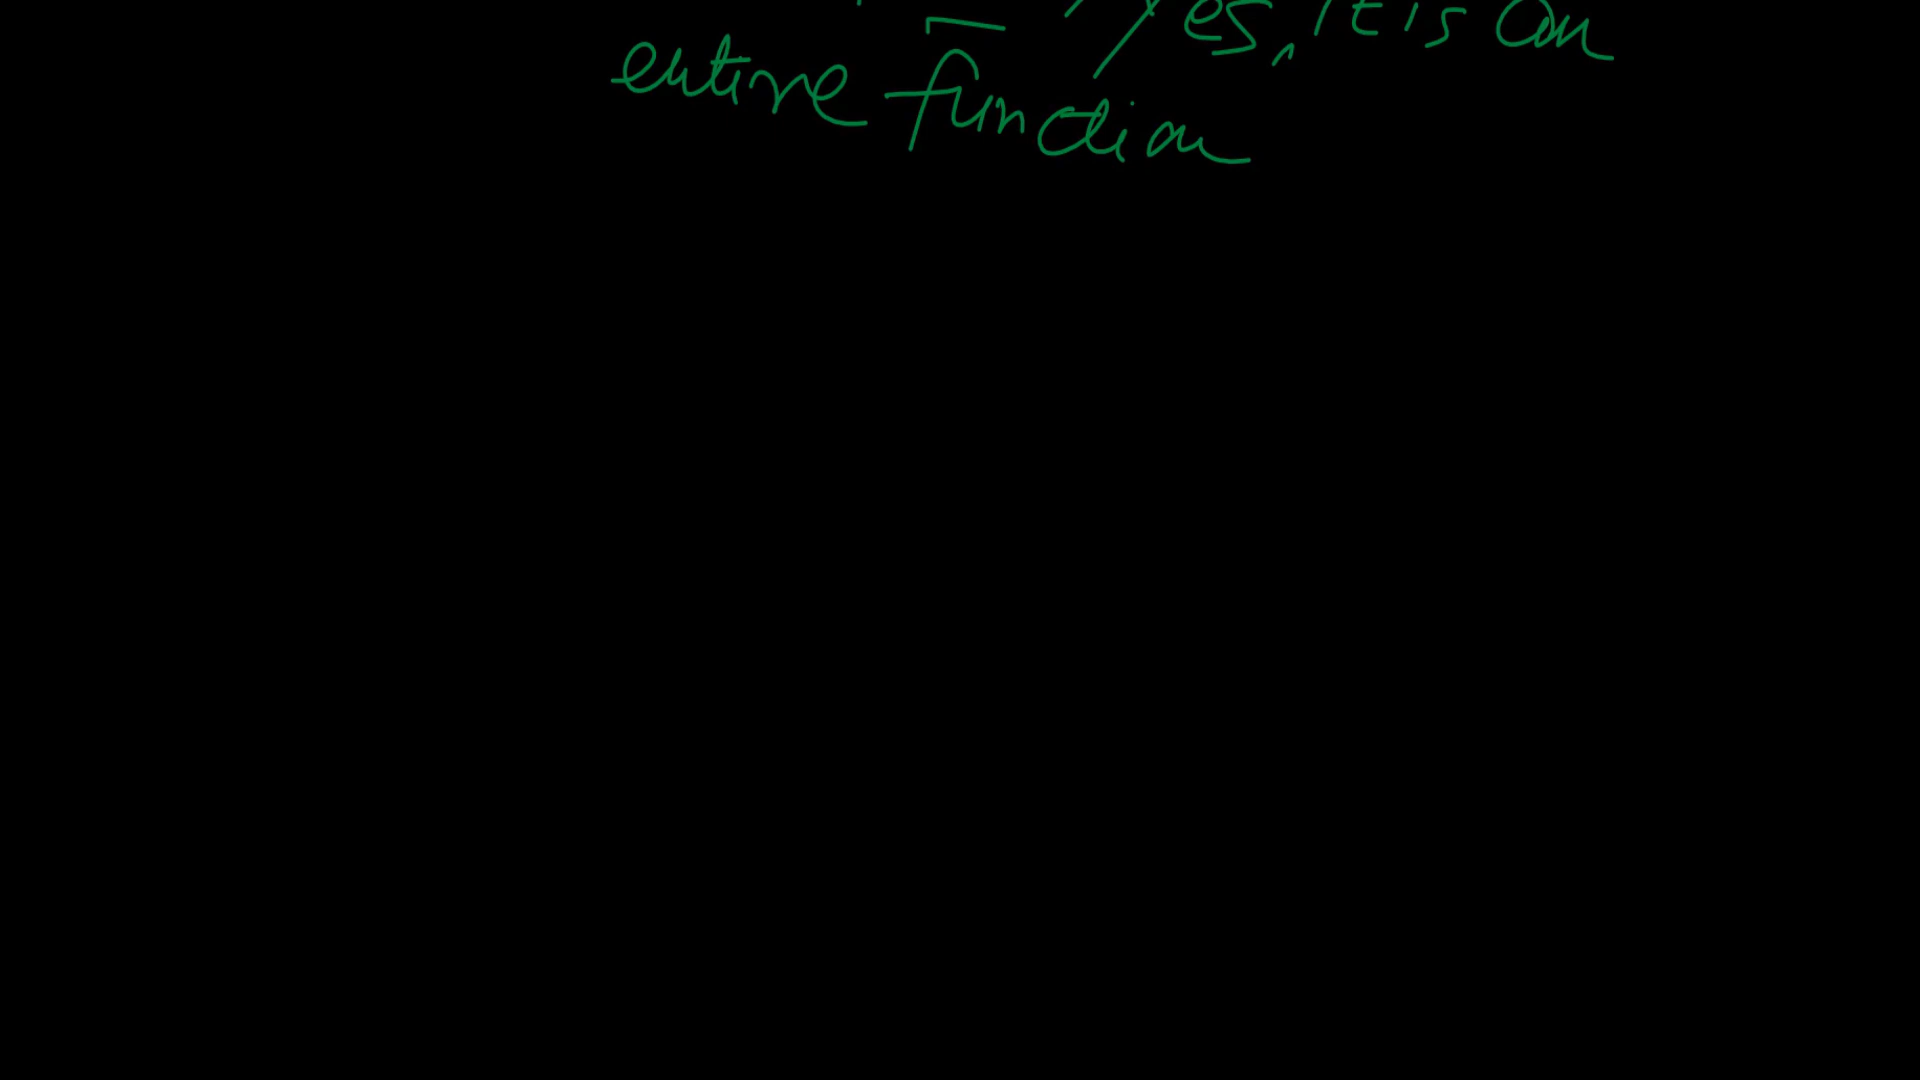 Yes, it is an
entire function